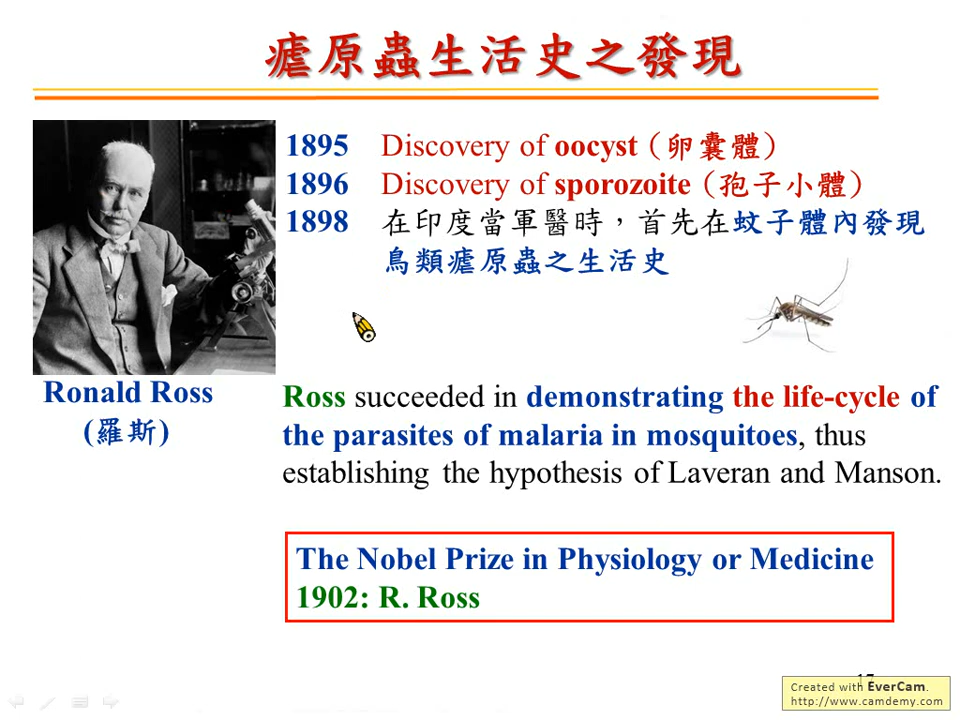 瘧原蟲生活史之發現
1895 Discovery of oocyst (卵囊體)
1896 Discovery of sporozoite (孢子小體)
1898 在印度當軍醫時，首先在蚊子體內發現
鳥類瘧原蟲之生活史
Ronald Ross
(羅斯)
Ross succeeded in demonstrating the life-cycle of
the parasites of malaria in mosquitoes, thus
establishing the hypothesis of Laveran and Manson.
The Nobel Prize in Physiology or Medicine
1902: R. Ross
Created with EverCam.
http://www.camdemy.com